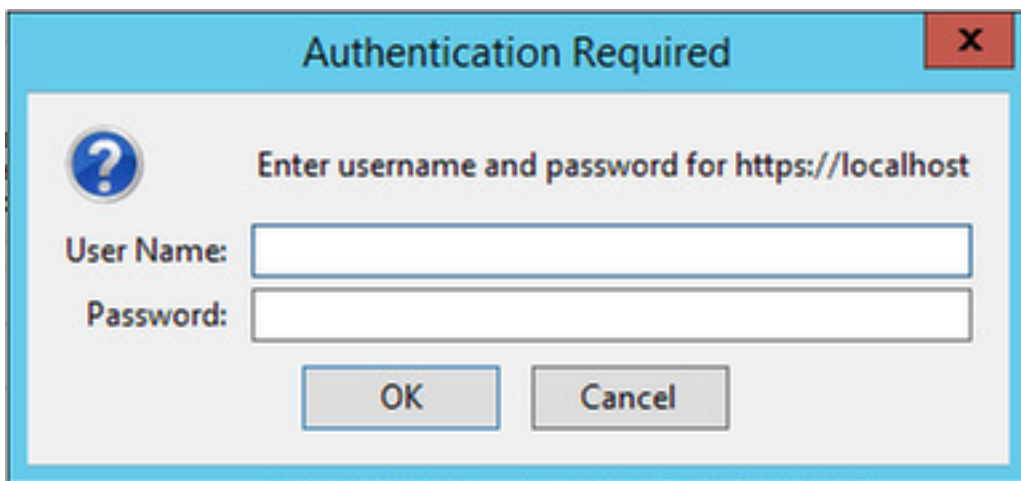 Authentication Required
x
Enter username and password for https://localhost
User Name:
Password:
OK Cancel